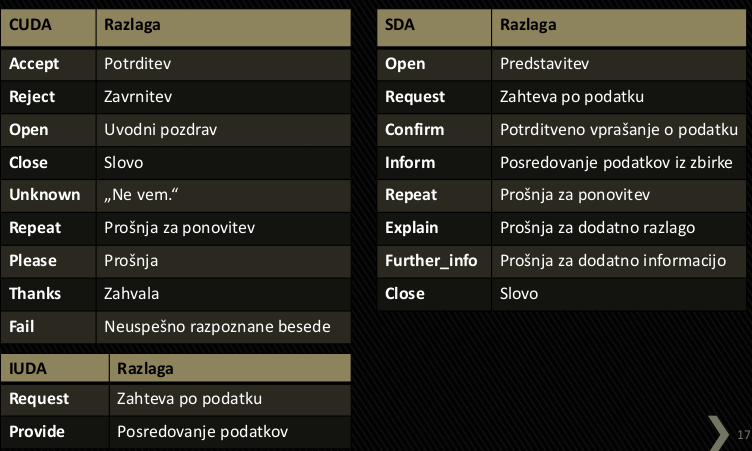 CUDA Razlaga
Accept Potrditev
Reject Zavrnitev
Open Uvodni pozdrav
Close Slovo
Unknown „Ne vem.“
Repeat Prošnja za ponovitev
Please Prošnja
Thanks Zahvala
Fail Neuspešno razpoznane besede
IUDA Razlaga
Request Zahteva po podatku
Provide Posredovanje podatkov
SDA Razlaga
Open Predstavitev
Request Zahteva po podatku
Confirm Potrditveno vprašanje o podatku
Inform Posredovanje podatkov iz zbirke
Repeat Prošnja za ponovitev
Explain Prošnja za dodatno razlago
Further_info Prošnja za dodatno informacijo
Close Slovo
17